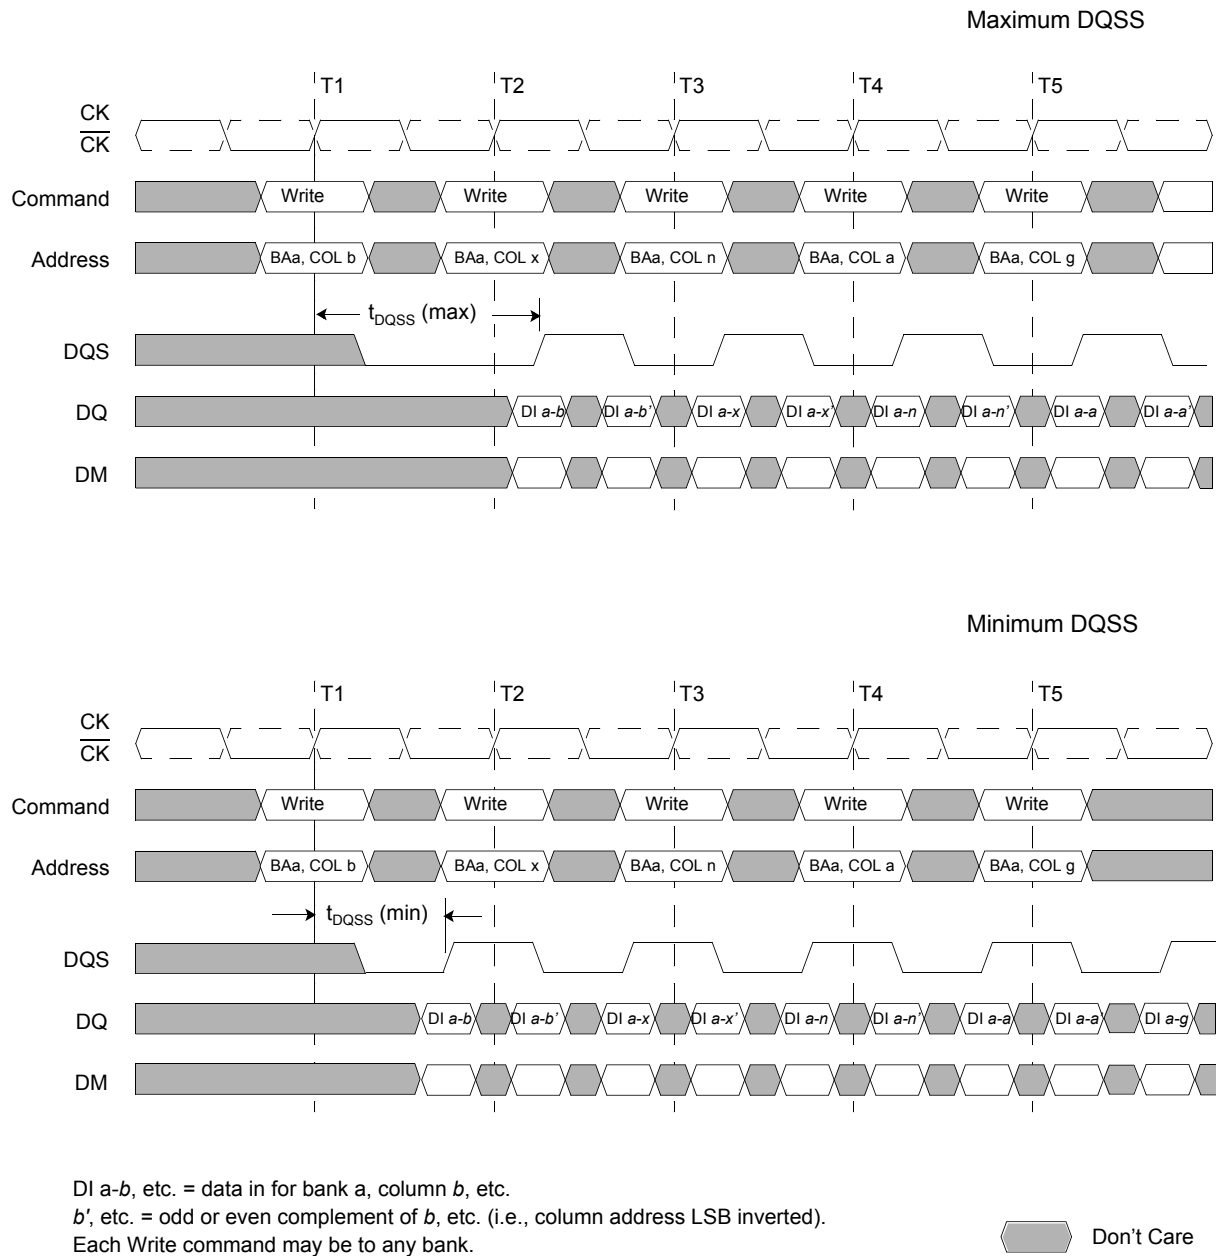 Maximum DQSS
T1 T2 T3 T4 T5
CK
CK
Command Write Write Write Write Write
Address BAa, COL b BAa, COL x BAa, COL n BAa, COL a BAa, COL g
tDQSS (max)
DQS
DQ DI a-b DI a-b’ DI a-x DI a-x’ DI a-n DI a-n’ DI a-a DI a-a’
DM
Minimum DQSS
T1 T2 T3 T4 T5
CK
CK
Command Write Write Write Write Write
Address BAa, COL b BAa, COL x BAa, COL n BAa, COL a BAa, COL g
tDQSS (min)
DQS
DQ DI a-b DI a-b’ DI a-x DI a-x’ DI a-n DI a-n’ DI a-a DI a-a’ DI a-g
DM
DI a-b, etc. = data in for bank a, column b, etc.
b', etc. = odd or even complement of b, etc. (i.e., column address LSB inverted).
Each Write command may be to any bank.
Don’t Care